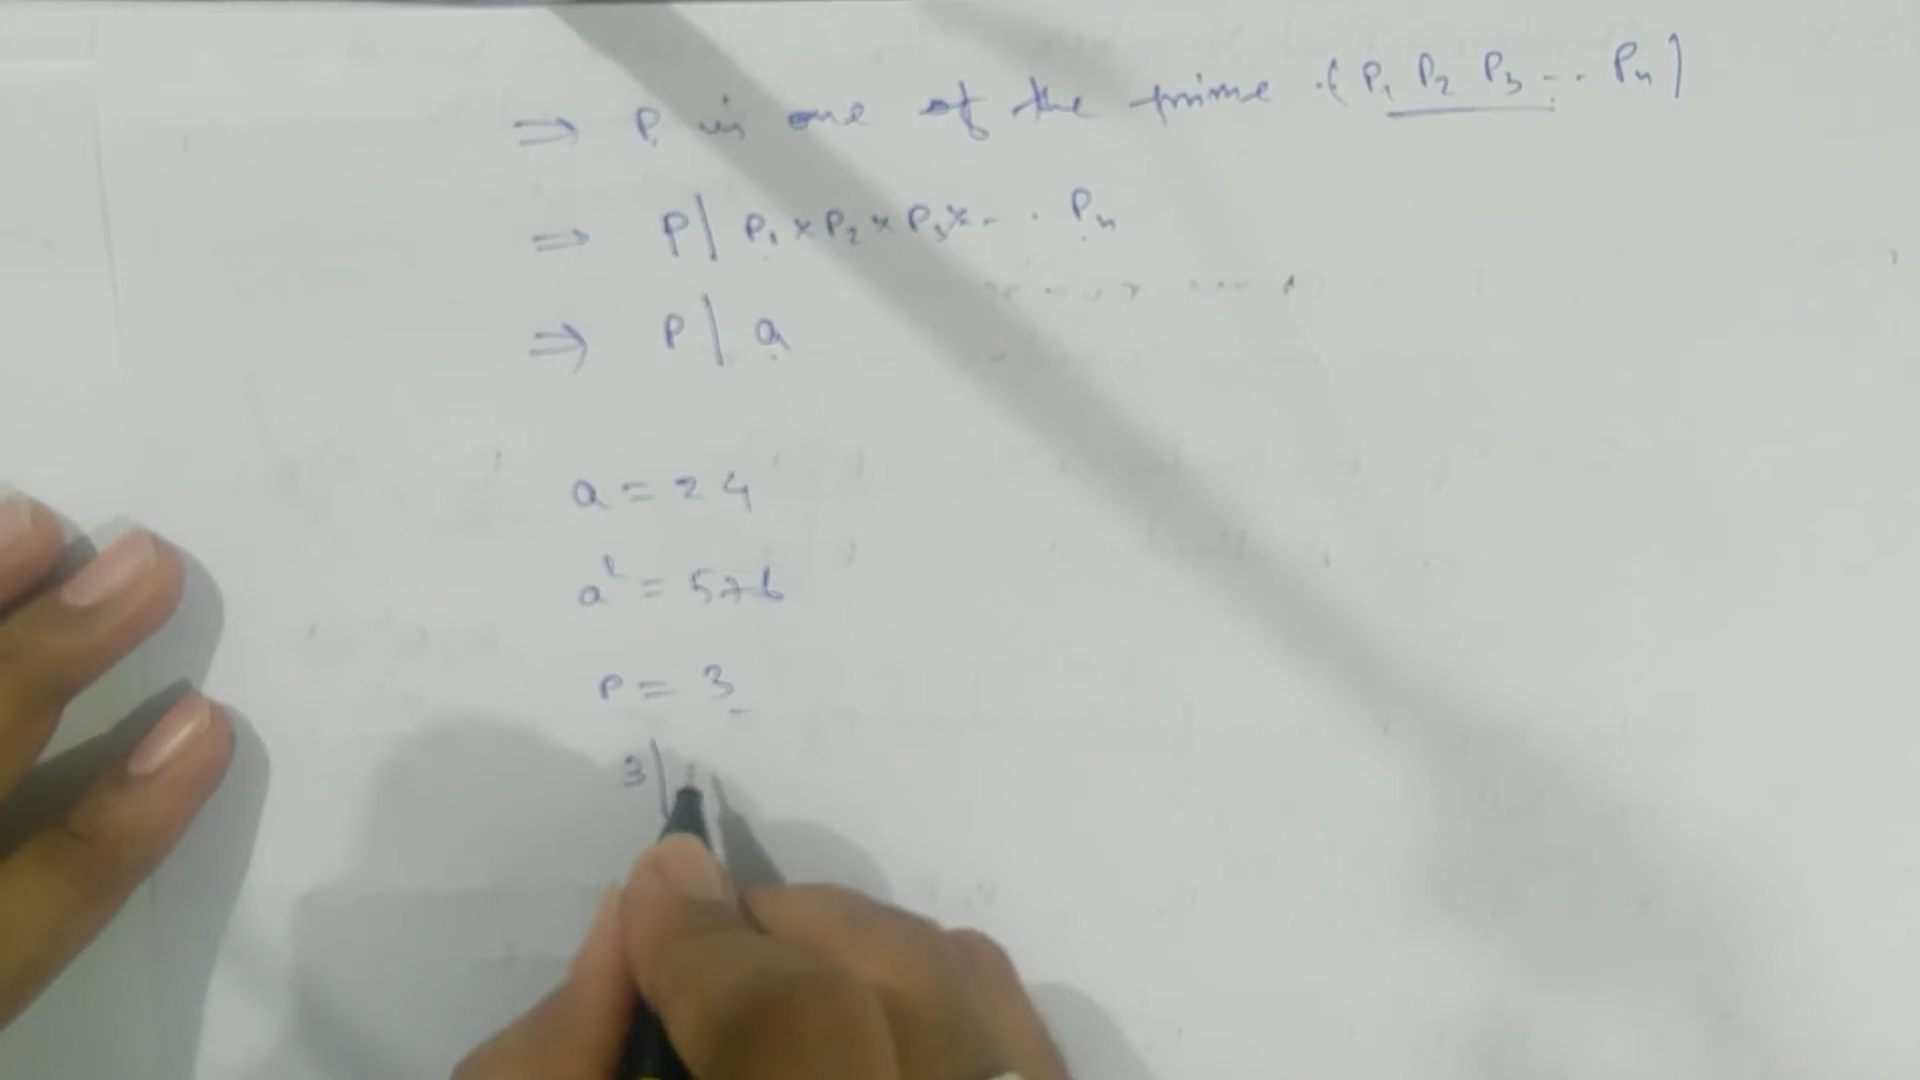 ⇒ P is one of the prime (P₁ P₂ P₃ ... Pₙ)
⇒ P | P₁ × P₂ × P₃ × - . Pₙ
⇒ P | a
a = 24
a² = 576
P = 3
3 |